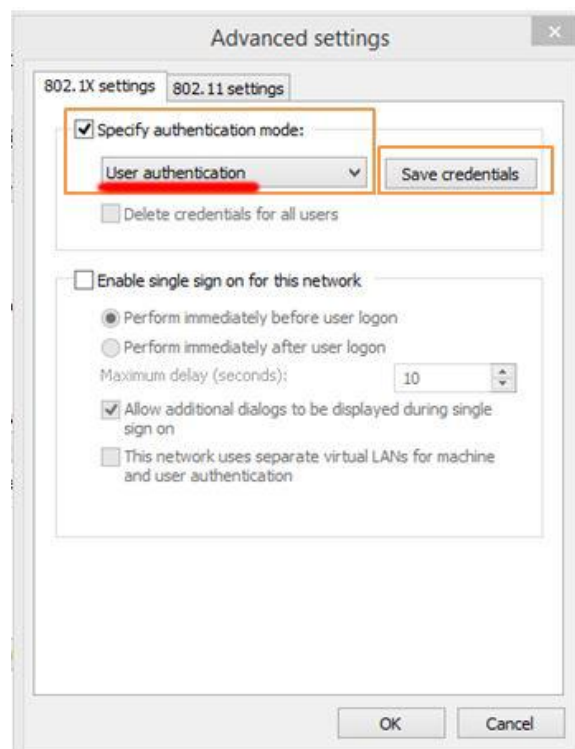 Advanced settings
802.1X settings
802.11 settings
Specify authentication mode:
User authentication
Save credentials
Delete credentials for all users
Enable single sign on for this network
Perform immediately before user logon
Perform immediately after user logon
Maximum delay (seconds):
10
Allow additional dialogs to be displayed during single
sign on
This network uses separate virtual LANs for machine
and user authentication
OK
Cancel